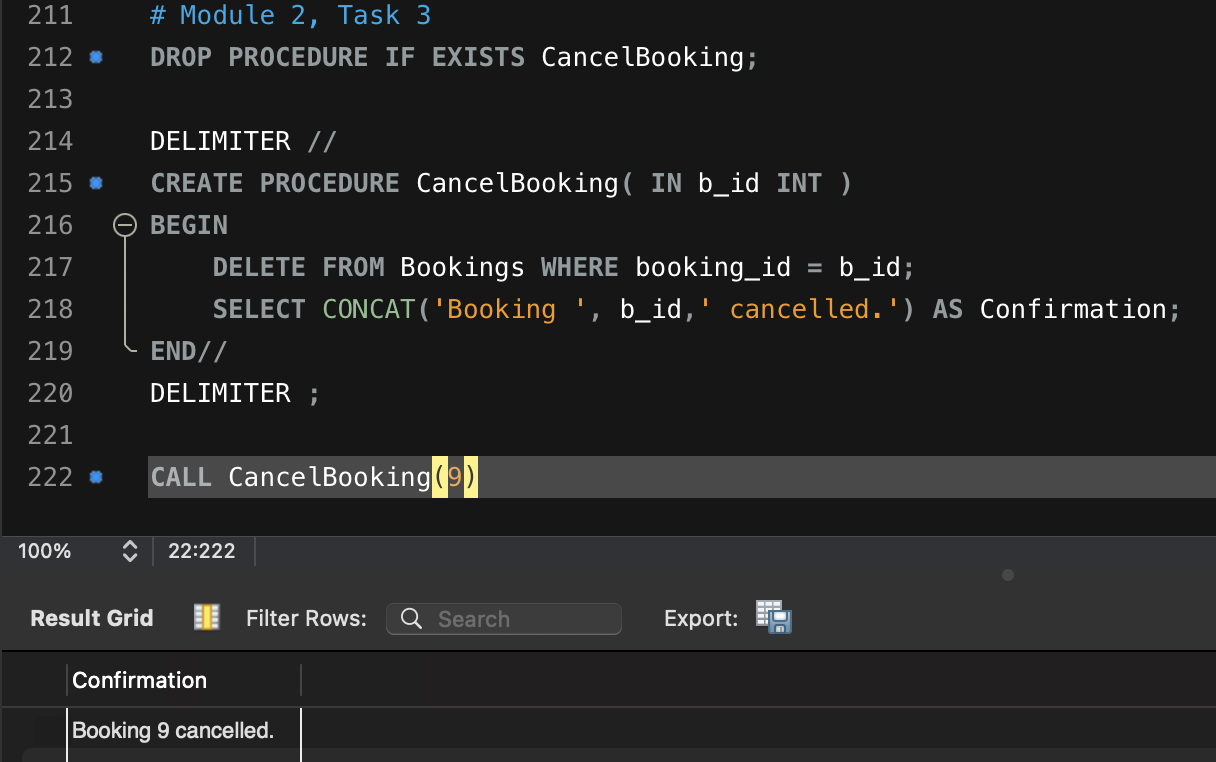 211 # Module 2, Task 3
212 DROP PROCEDURE IF EXISTS CancelBooking;
213
214 DELIMITER //
215 CREATE PROCEDURE CancelBooking( IN b_id INT )
216 BEGIN
217 DELETE FROM Bookings WHERE booking_id = b_id;
218 SELECT CONCAT('Booking ', b_id,' cancelled.') AS Confirmation;
219 END//
220 DELIMITER ;
221
222 CALL CancelBooking(9)
100% 22:222
Result Grid Filter Rows: Search Export:
Confirmation
Booking 9 cancelled.